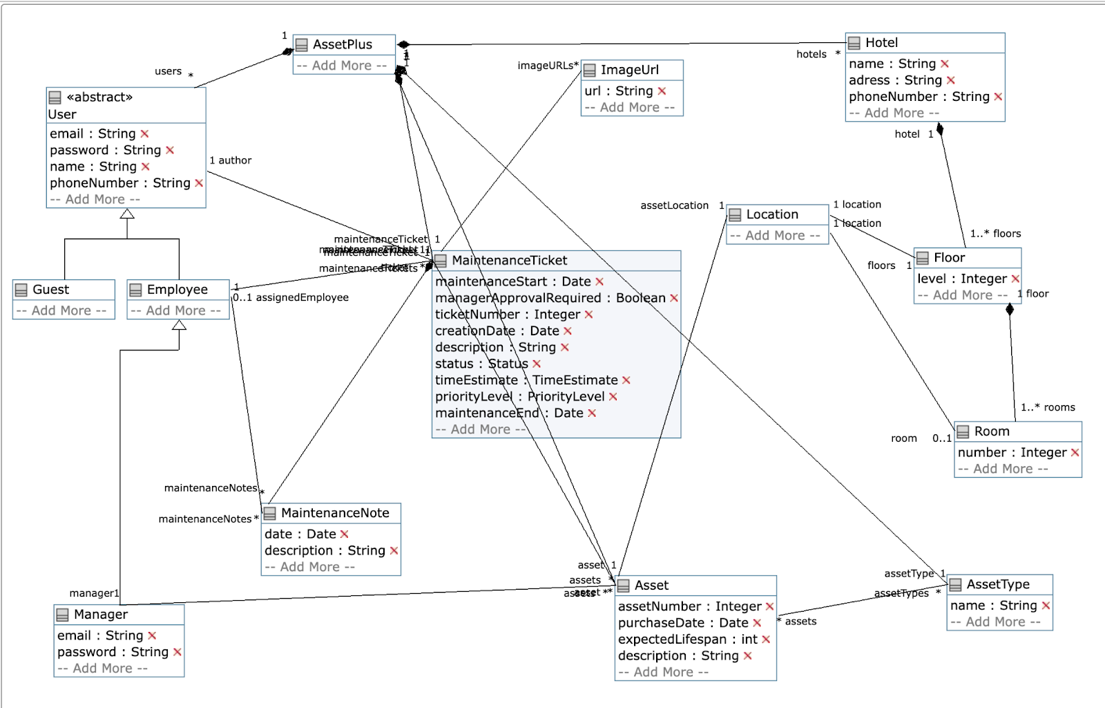 1
AssetPlus
-- Add More --
users
*
1
1
Hotel
hotels
*
name : String
adress : String
phoneNumber : String
-- Add More --
imageURLs*
ImageUrl
url : String
-- Add More --
«abstract»
User
email : String
password : String
name : String
phoneNumber : String
-- Add More --
1 author
hotel 1
assetLocation 1
Location
-- Add More --
1 location
1 location
1..* floors
floors 1
Floor
level : Integer
-- Add More --
1 floor
maintenanceTicket 1
maintenanceTickets
*
MaintenanceTicket
maintenanceStart : Date
managerApprovalRequired : Boolean
ticketNumber : Integer
creationDate : Date
description : String
status : Status
timeEstimate : TimeEstimate
priorityLevel : PriorityLevel
maintenanceEnd : Date
-- Add More --
Guest
-- Add More --
Employee
-- Add More --
1
0..1 assignedEmployee
1..* rooms
room 0..1
Room
number : Integer
-- Add More --
maintenanceNotes *
maintenanceNotes *
MaintenanceNote
date : Date
description : String
-- Add More --
manager1
Manager
email : String
password : String
-- Add More --
asset 1
assets *
Asset
assetNumber : Integer
purchaseDate : Date
expectedLifespan : int
description : String
-- Add More --
* assets
assetType 1
assetTypes *
AssetType
name : String
-- Add More --